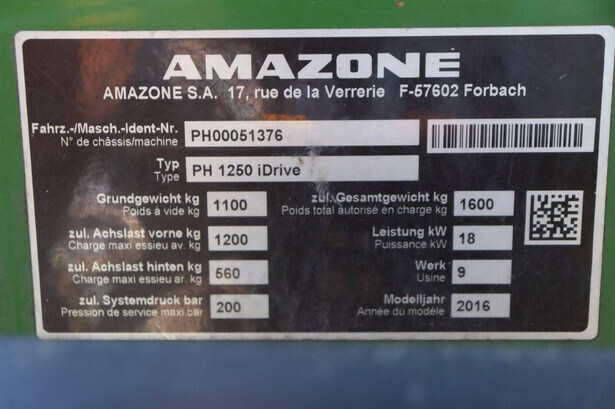 AMAZONE
AMAZONE S.A. 17, rue de la Verrerie F-57602 Forbach
Fahrz.-/Masch.-Ident-Nr. PH00051376
N° de châssis/machine
Typ PH 1250 iDrive
Type
Grundgewicht kg 1100 zul. Gesamtgewicht kg 1600
Poids à vide kg Poids total autorisé en charge kg
zul. Achslast vorne kg 1200 Leistung kW 18
Charge maxi essieu av. kg Puissance kW
zul. Achslast hinten kg 560 Werk 9
Charge maxi essieu ar. kg Usine
zul. Systemdruck bar 200 Modelljahr 2016
Pression de service maxi bar Année du modèle